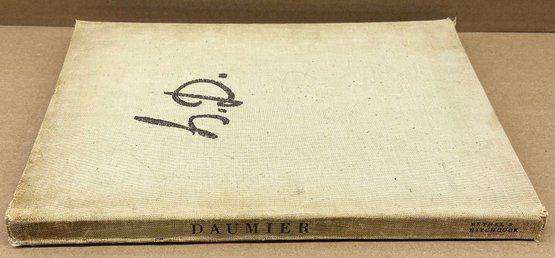 h.D.
DAUMIER
REYNAL &
HITCHCOCK